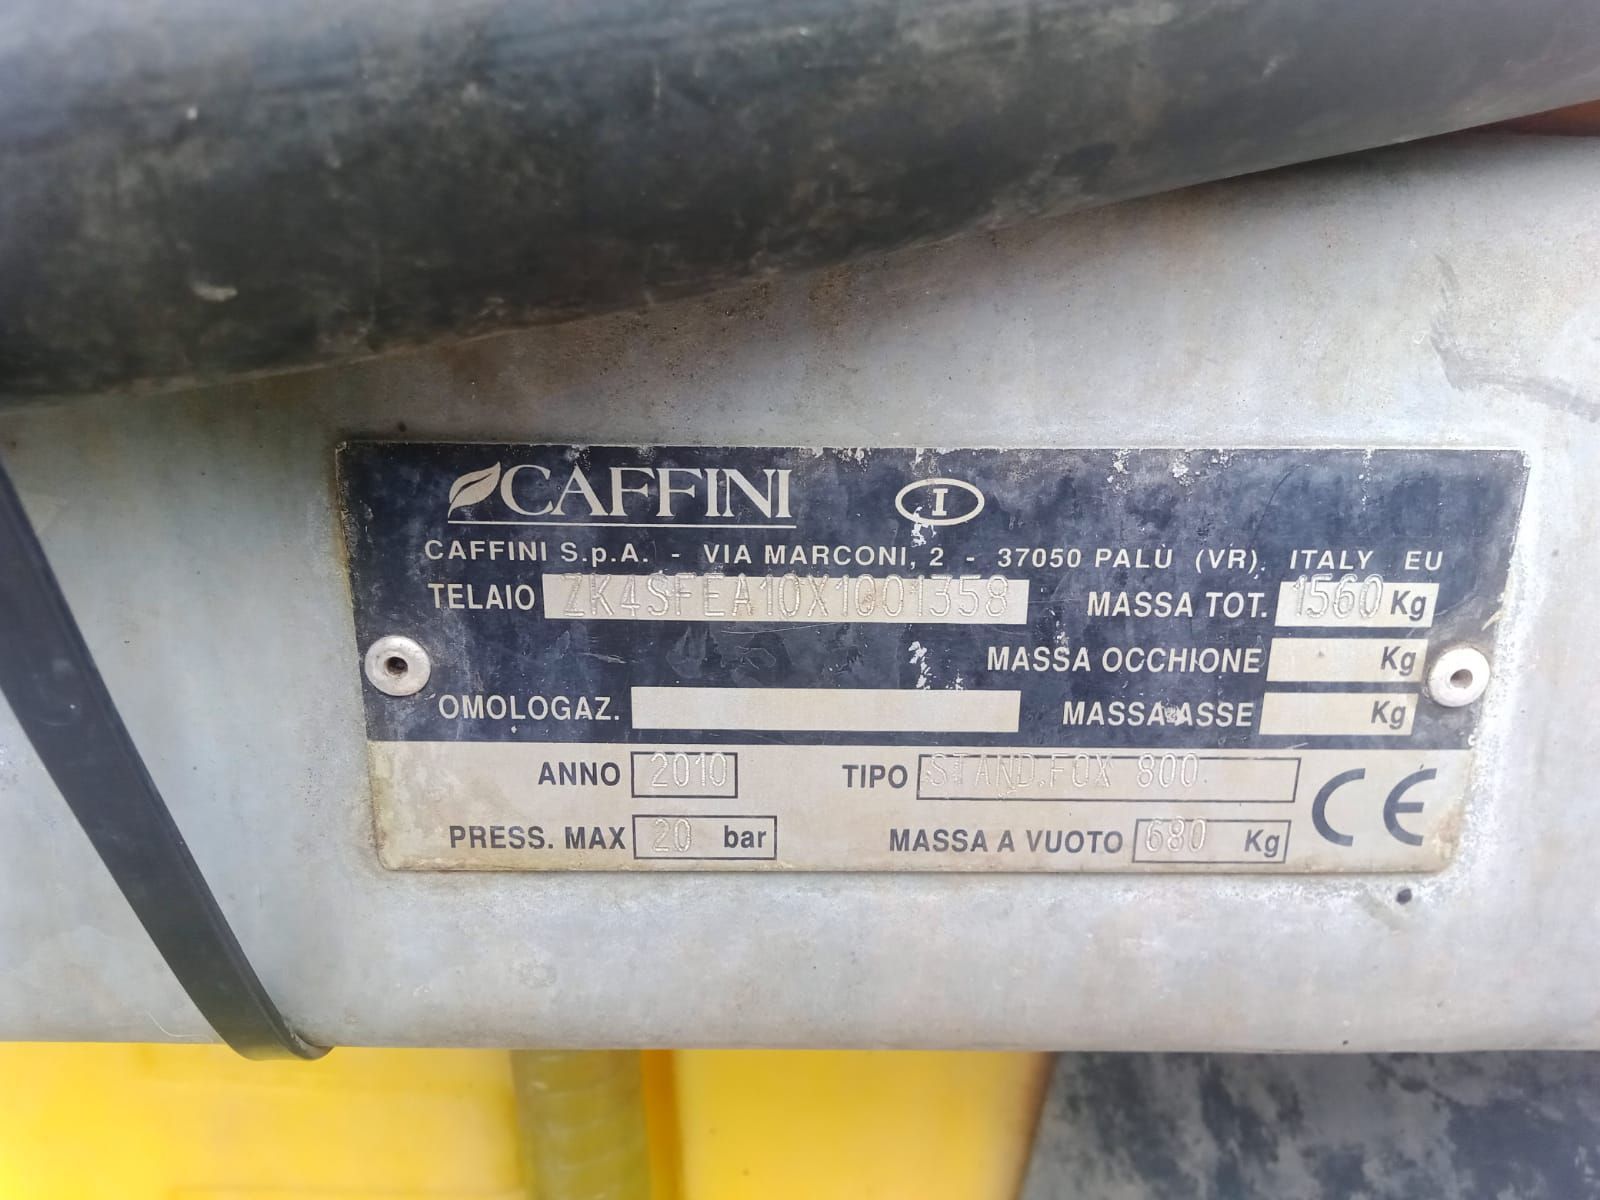 CAFFINI I
CAFFINI S.p.A. - VIA MARCONI, 2 - 37050 PALÙ (VR). ITALY EU
TELAIO ZK4SFEA10X1001358 MASSA TOT. 1560 Kg
MASSA OCCHIONE Kg
OMOLOGAZ. MASSA ASSE Kg
ANNO 2010 TIPO STAND.FOX 800 CE
PRESS. MAX 20 bar MASSA A VUOTO 680 Kg